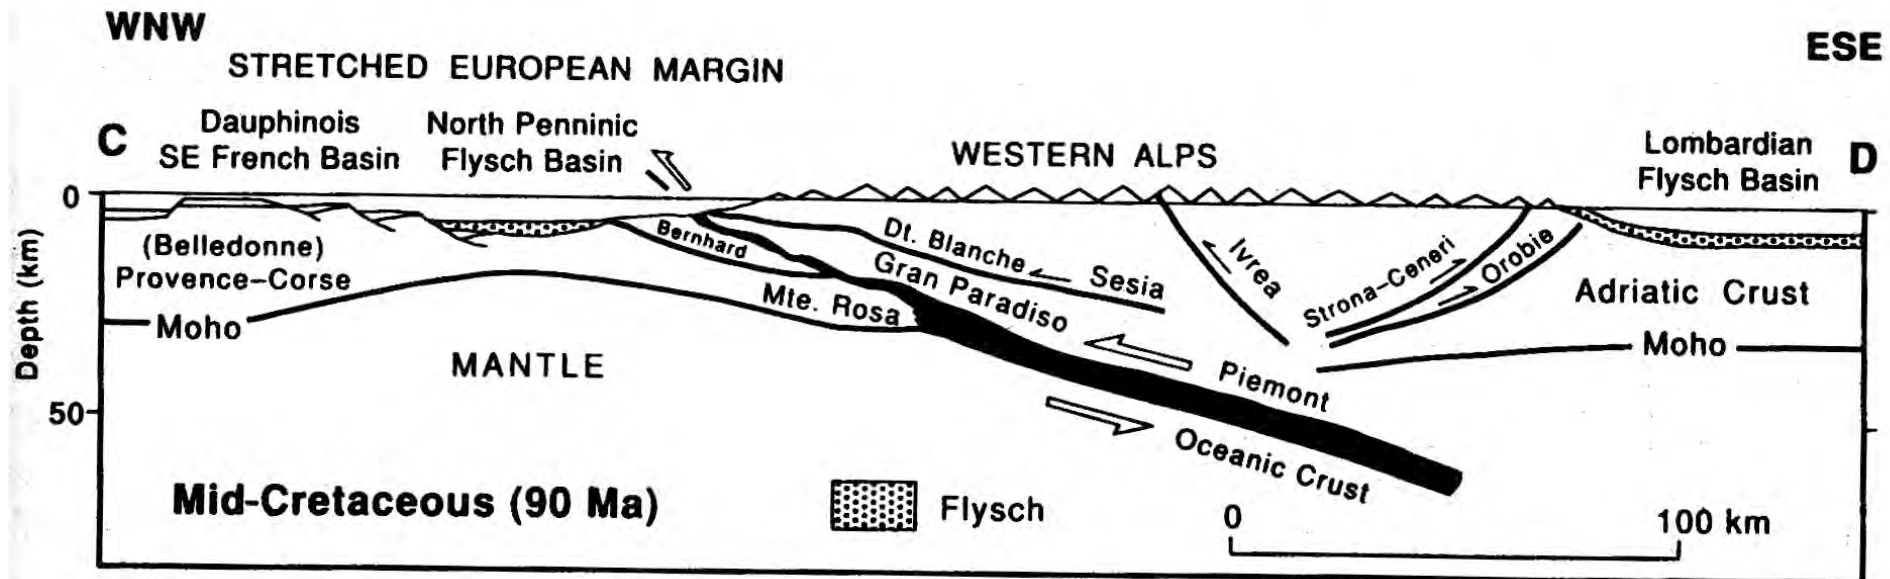 WNW
ESE
STRETCHED EUROPEAN MARGIN
C
Dauphinois
SE French Basin
North Penninic
Flysch Basin
WESTERN ALPS
Lombardian
Flysch Basin
D
0
50
Depth (km)
(Belledonne)
Provence-Corse
Moho
MANTLE
Bernhard
Mte. Rosa
Dt. Blanche
Sesia
Gran Paradiso
Piemont
Oceanic Crust
Ivrea
Strona-Ceneri
Orobie
Adriatic Crust
Moho
Mid-Cretaceous (90 Ma)
Flysch
0
100 km